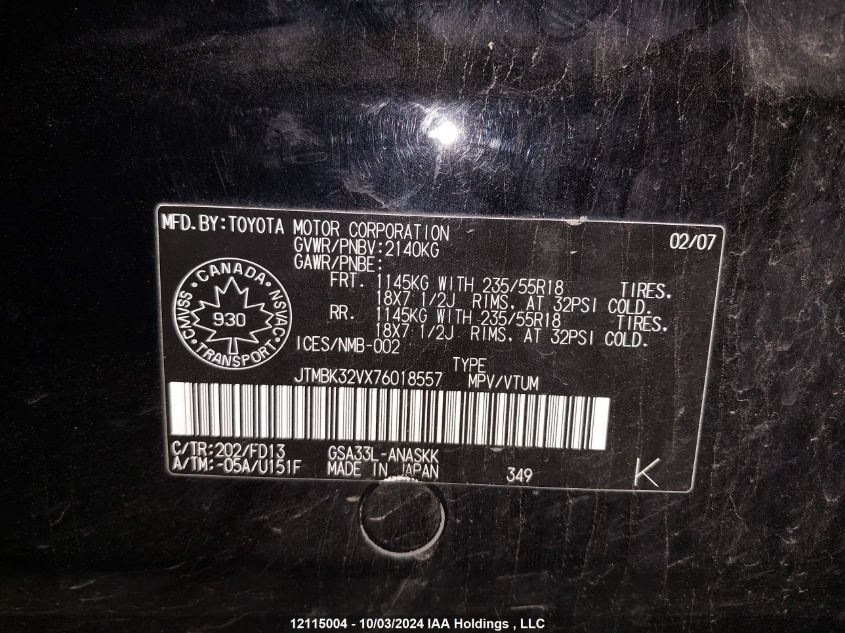 MFD.BY:TOYOTA MOTOR CORPORATION 02/07
GVWR/PNBV:2140KG
GAWR/PNBE:
FRT. 1145KG WITH 235/55R18 TIRES.
18X7 1/2J RIMS, AT 32PSI COLD.
RR. 1145KG WITH 235/55R18 TIRES.
18X7 1/2J RIMS, AT 32PSI COLD.
ICES/NMB-002
CANADA
CMVSS 930 NSVAC
TRANSPORT
TYPE
JTMBK32VX76018557 MPV/VTUM
C/TR:202/FD13 GSA33L-ANASKK
A/TM:-05A/U151F MADE IN JAPAN 349 K
12115004 - 10/03/2024 IAA Holdings , LLC